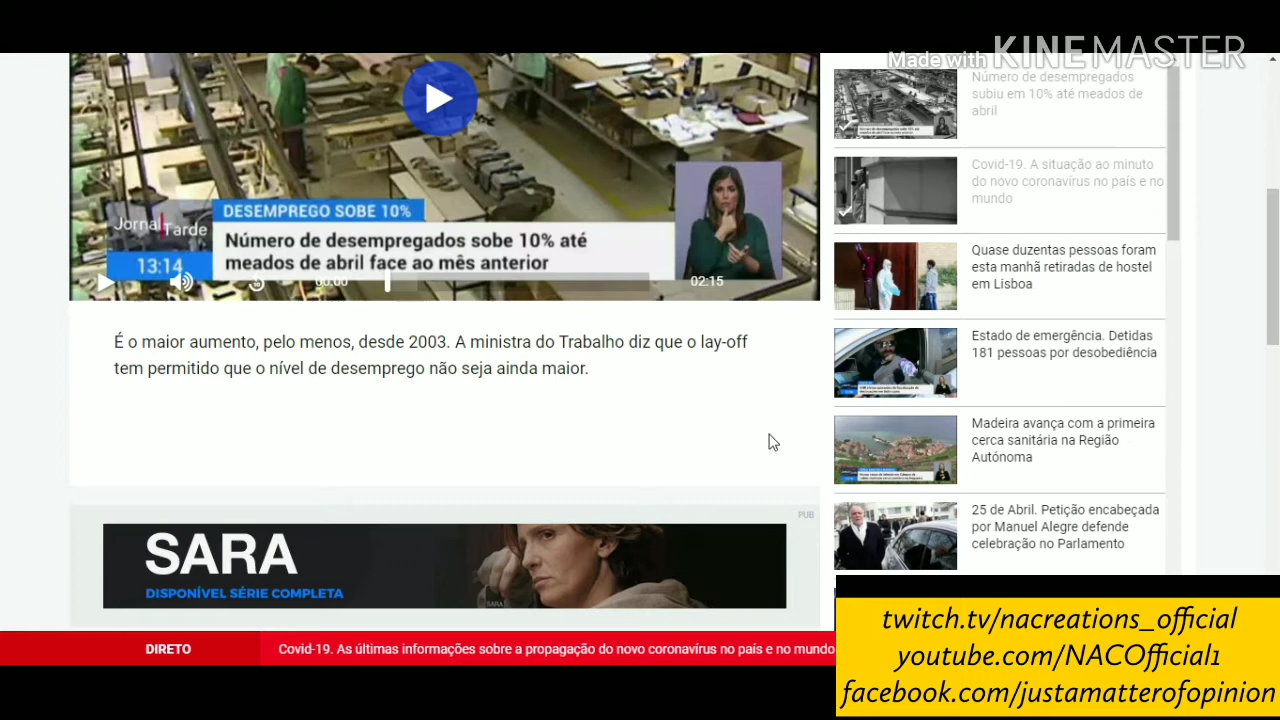 Made with KINEMASTER
DESEMPREGO SOBE 10%
Jornal Tarde
Número de desempregados sobe 10% até
meados de abril face ao mês anterior
13:14
00:00
02:15
É o maior aumento, pelo menos, desde 2003. A ministra do Trabalho diz que o lay-off
tem permitido que o nível de desemprego não seja ainda maior.
Número de desempregados
subiu em 10% até meados de
abril
Covid-19. A situação ao minuto
do novo coronavírus no país e no
mundo
Quase duzentas pessoas foram
esta manhã retiradas de hostel
em Lisboa
Estado de emergência. Detidas
181 pessoas por desobediência
Madeira avança com a primeira
cerca sanitária na Região
Autónoma
25 de Abril. Petição encabeçada
por Manuel Alegre defende
celebração no Parlamento
PUB
SARA
DISPONÍVEL SÉRIE COMPLETA
SARA
DIRETO
Covid-19. As últimas informações sobre a propagação do novo coronavírus no país e no mundo
twitch.tv/nacreations_official
youtube.com/NACOfficial1
facebook.com/justamatterofopinion